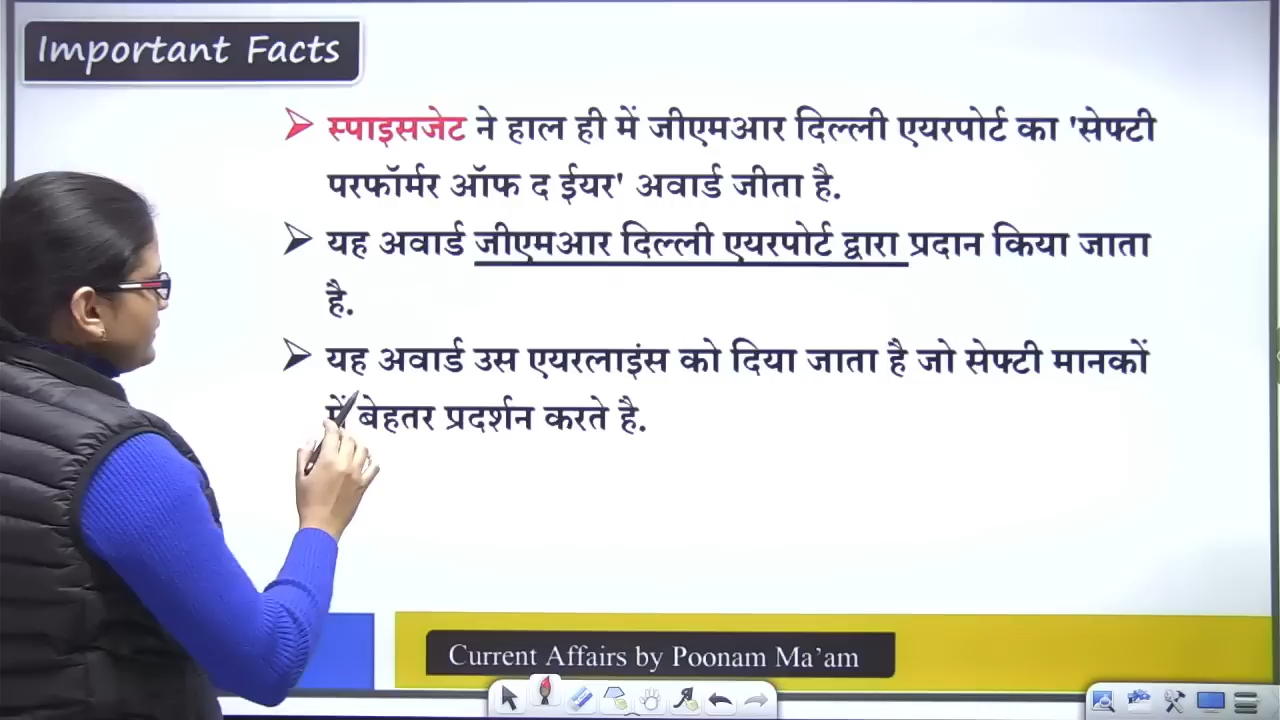 Important Facts
स्पाइसजेट ने हाल ही में जीएमआर दिल्ली एयरपोर्ट का 'सेफ्टी
परफॉर्मर ऑफ द ईयर' अवार्ड जीता है.
यह अवार्ड जीएमआर दिल्ली एयरपोर्ट द्वारा प्रदान किया जाता
है.
यह अवार्ड उस एयरलाइंस को दिया जाता है जो सेफ्टी मानकों
में बेहतर प्रदर्शन करते है.
Current Affairs by Poonam Ma'am